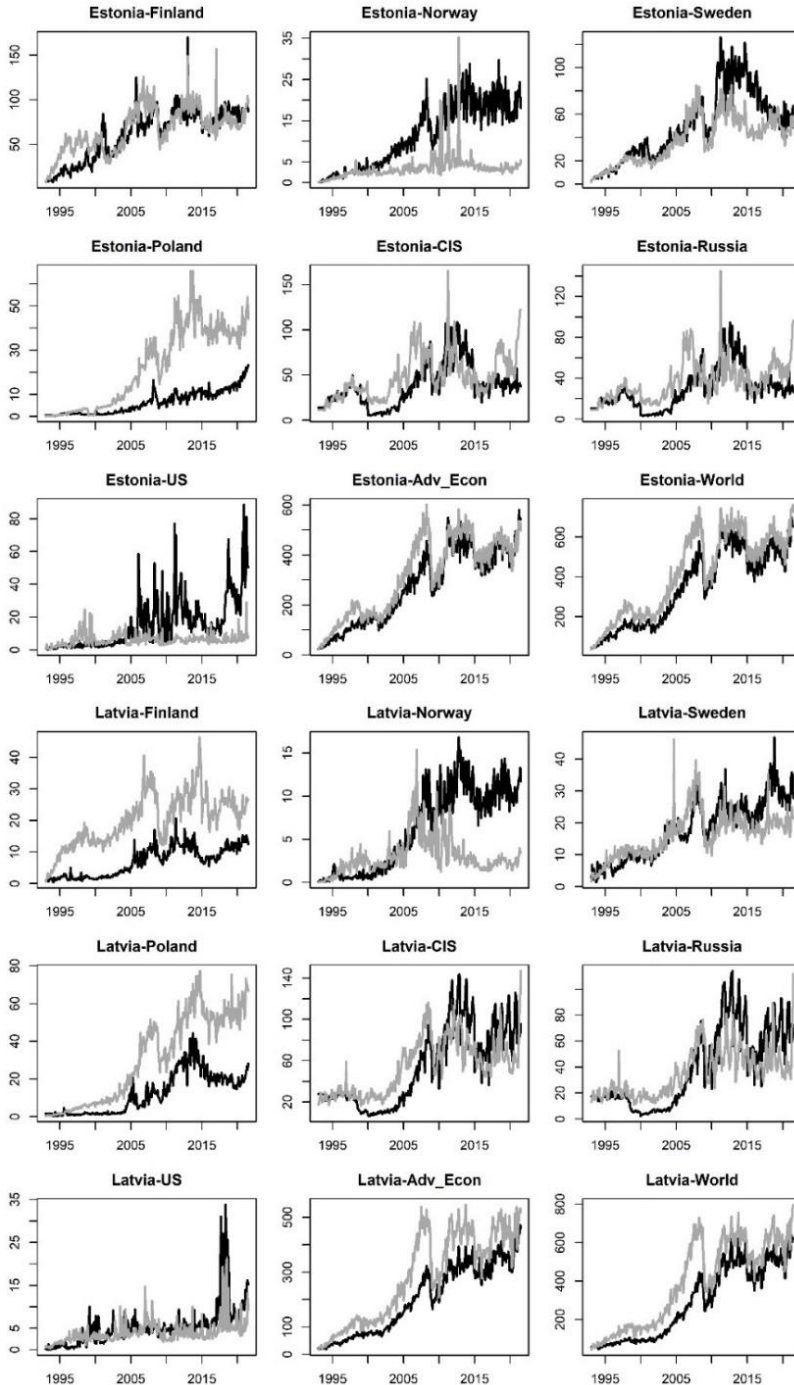 Estonia-Finland
50 100 150
1995 2005 2015
Estonia-Norway
0 5 15 25 35
1995 2005 2015
Estonia-Sweden
0 20 60 100
1995 2005 2015
Estonia-Poland
0 10 30 50
1995 2005 2015
Estonia-CIS
0 50 100 150
1995 2005 2015
Estonia-Russia
0 40 80 120
1995 2005 2015
Estonia-US
0 20 40 60 80
1995 2005 2015
Estonia-Adv_Econ
0 200 400 600
1995 2005 2015
Estonia-World
200 400 600
1995 2005 2015
Latvia-Finland
0 10 20 30 40
1995 2005 2015
Latvia-Norway
0 5 10 15
1995 2005 2015
Latvia-Sweden
0 10 20 30 40
1995 2005 2015
Latvia-Poland
0 20 40 60 80
1995 2005 2015
Latvia-CIS
20 60 100 140
1995 2005 2015
Latvia-Russia
0 20 40 60 80
1995 2005 2015
Latvia-US
0 5 15 25 35
1995 2005 2015
Latvia-Adv_Econ
0 100 300 500
1995 2005 2015
Latvia-World
200 400 600 800
1995 2005 2015